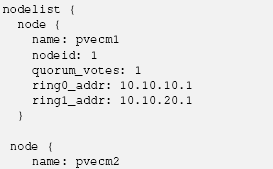 nodelist {
  node {
    name: pvecm1
    nodeid: 1
    quorum_votes: 1
    ring0_addr: 10.10.10.1
    ring1_addr: 10.10.20.1
  }

 node {
    name: pvecm2